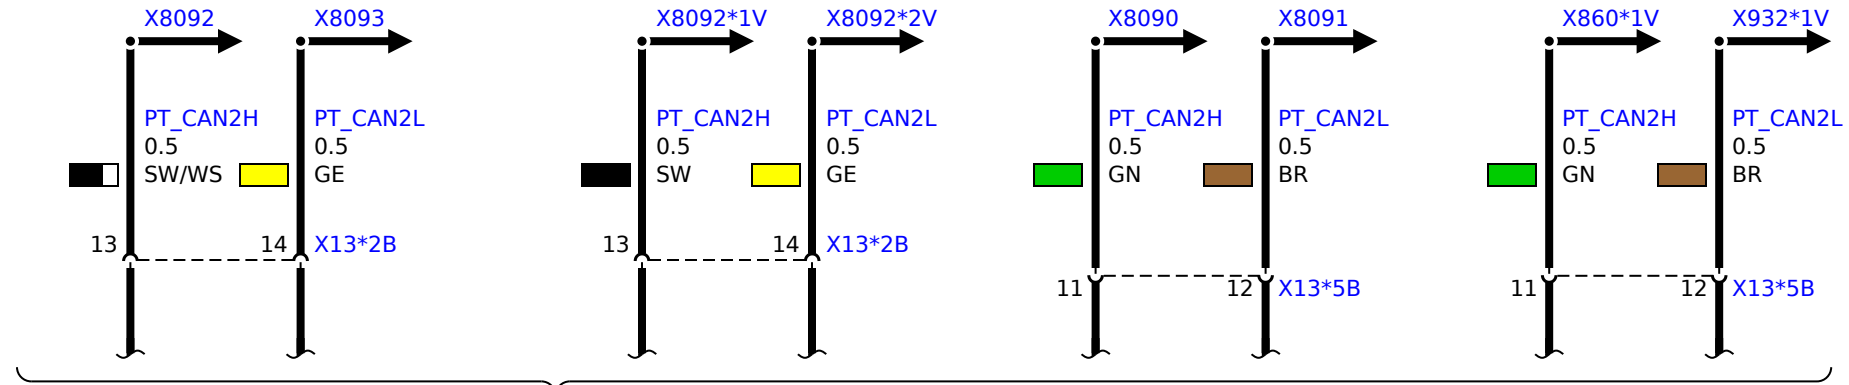 X8092 X8093 X8092*1V X8092*2V X8090 X8091 X860*1V X932*1V
PT_CAN2H PT_CAN2L PT_CAN2H PT_CAN2L PT_CAN2H PT_CAN2L PT_CAN2H PT_CAN2L
0.5 0.5 0.5 0.5 0.5 0.5 0.5 0.5
SW/WS GE SW GE GN BR GN BR
13 14 X13*2B 13 14 X13*2B
11 12 X13*5B 11 12 X13*5B